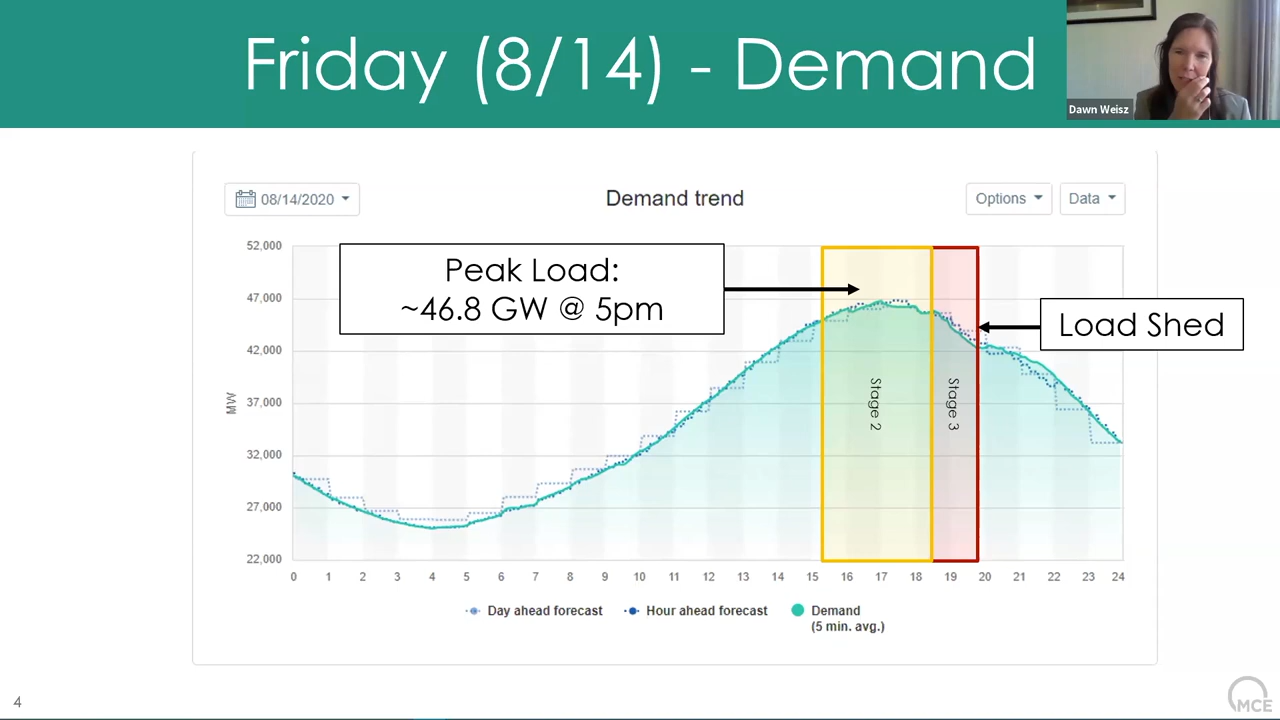 Friday (8/14) - Demand
Dawn Weisz
08/14/2020
Demand trend
Options
Data
Peak Load:
~46.8 GW @ 5pm
Load Shed
52,000
47,000
42,000
37,000
32,000
27,000
22,000
MW
Stage 2
Stage 3
0 1 2 3 4 5 6 7 8 9 10 11 12 13 14 15 16 17 18 19 20 21 22 23 24
Day ahead forecast
Hour ahead forecast
Demand
(5 min. avg.)
4
MCE